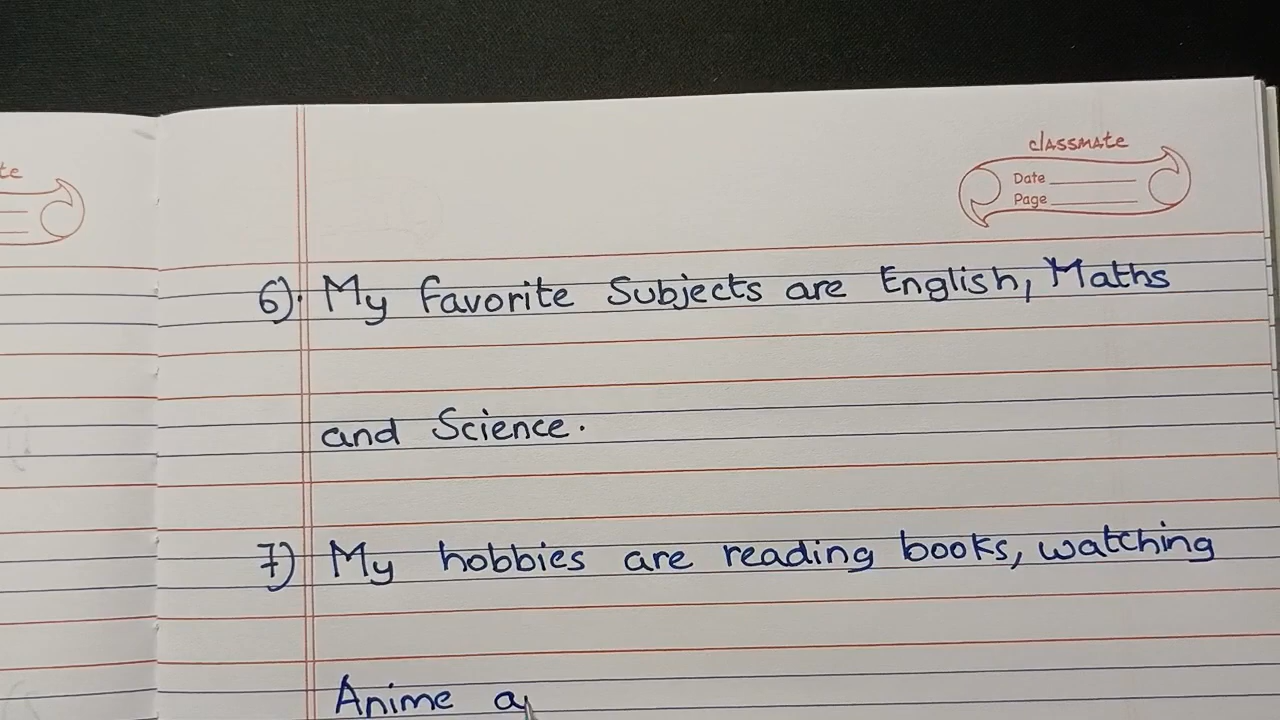 te
classmate
Date
Page
6). My favorite Subjects are English, Maths
and Science.
7) My hobbies are reading books, watching
Anime